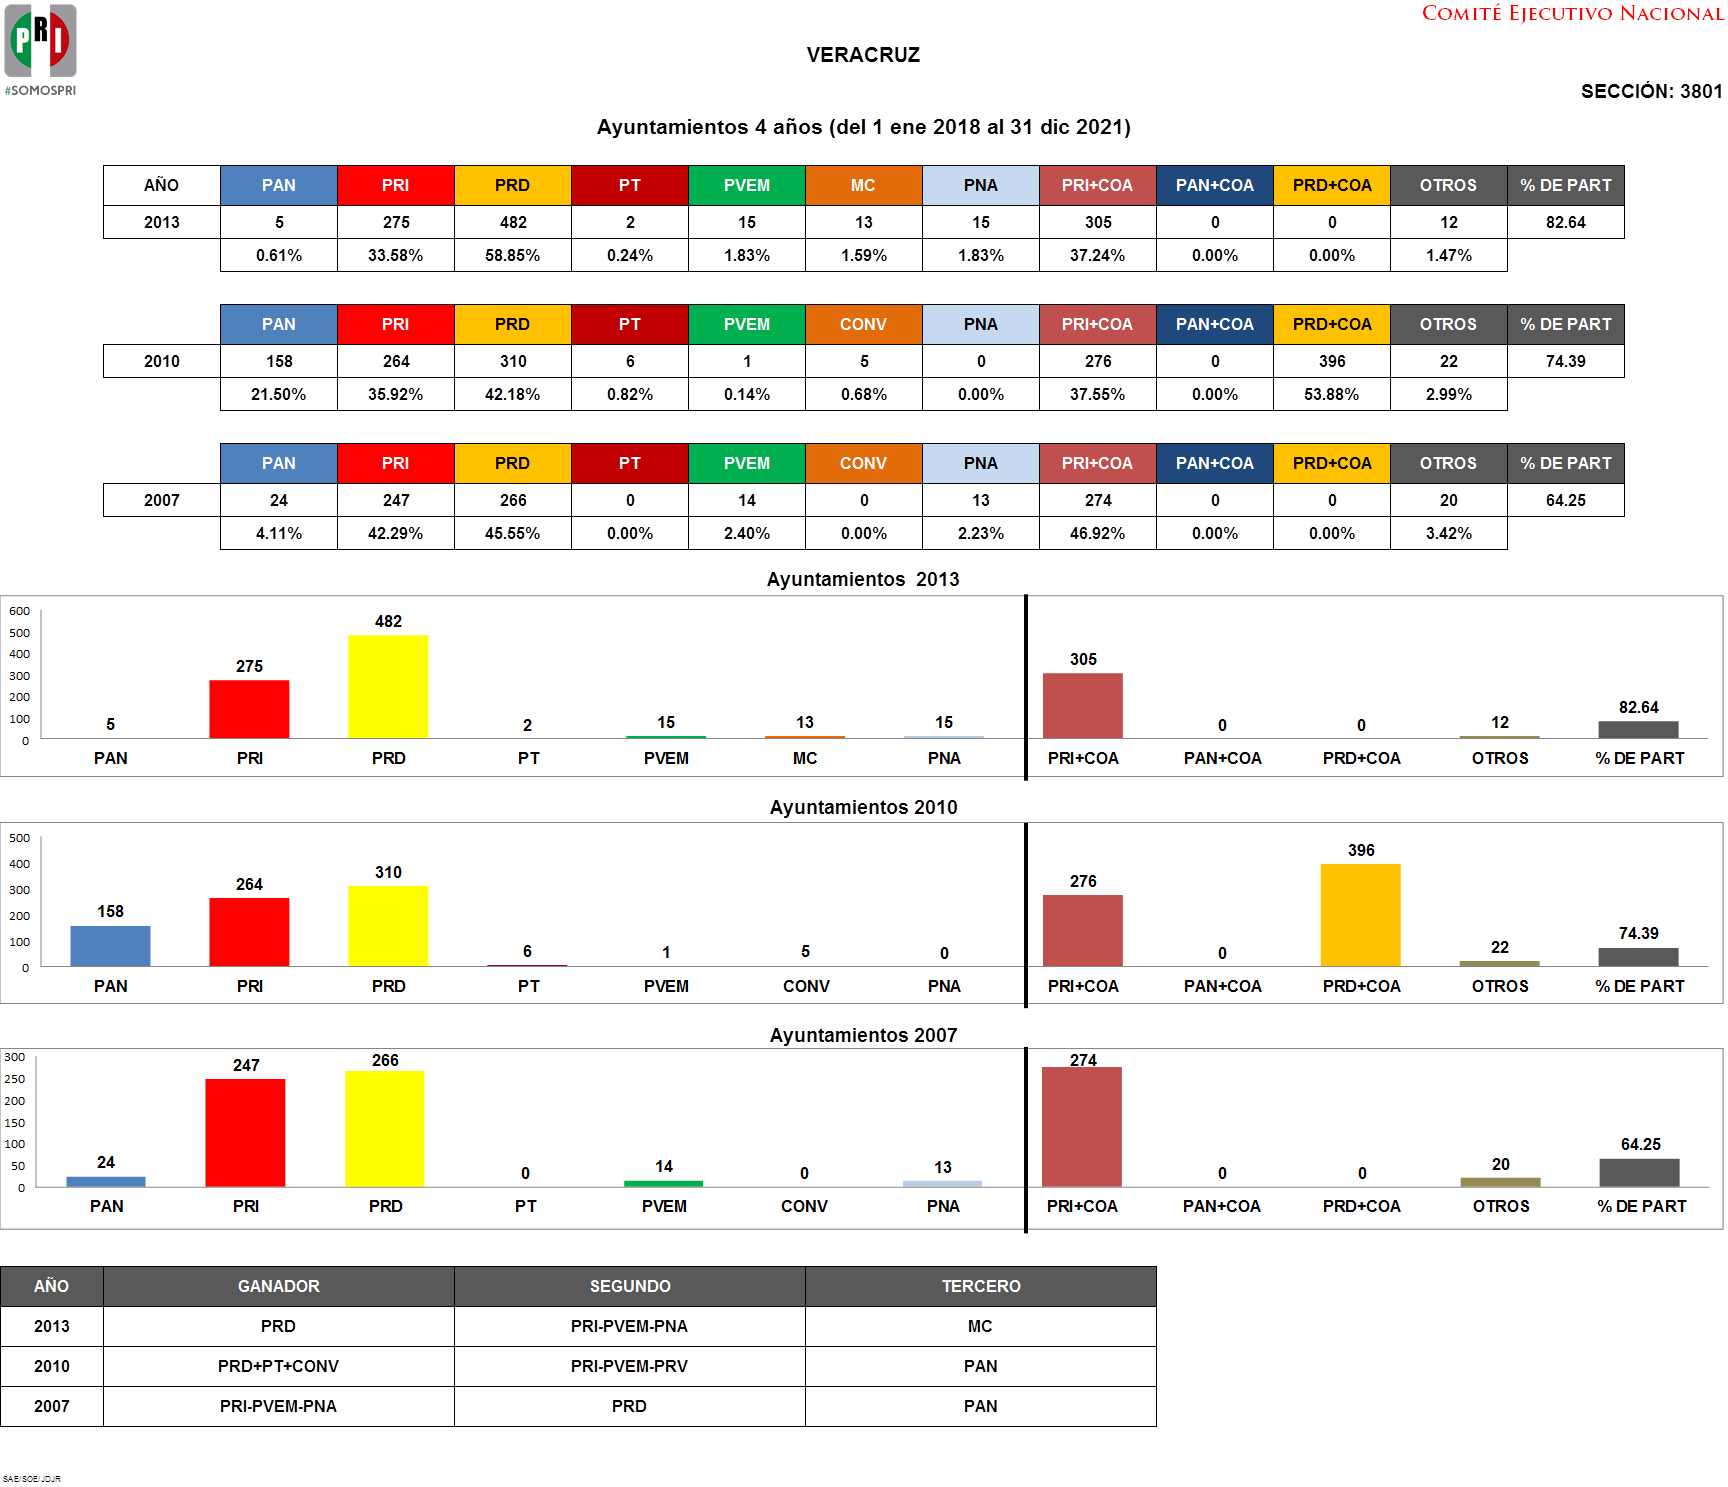 COMITÉ EJECUTIVO NACIONAL
PRI
#SOMOSPRI
VERACRUZ
SECCIÓN: 3801
Ayuntamientos 4 años (del 1 ene 2018 al 31 dic 2021)
AÑO PAN PRI PRD PT PVEM MC PNA PRI+COA PAN+COA PRD+COA OTROS % DE PART
2013 5 275 482 2 15 13 15 305 0 0 12 82.64
0.61% 33.58% 58.85% 0.24% 1.83% 1.59% 1.83% 37.24% 0.00% 0.00% 1.47%
PAN PRI PRD PT PVEM CONV PNA PRI+COA PAN+COA PRD+COA OTROS % DE PART
2010 158 264 310 6 1 5 0 276 0 396 22 74.39
21.50% 35.92% 42.18% 0.82% 0.14% 0.68% 0.00% 37.55% 0.00% 53.88% 2.99%
PAN PRI PRD PT PVEM CONV PNA PRI+COA PAN+COA PRD+COA OTROS % DE PART
2007 24 247 266 0 14 0 13 274 0 0 20 64.25
4.11% 42.29% 45.55% 0.00% 2.40% 0.00% 2.23% 46.92% 0.00% 0.00% 3.42%
Ayuntamientos 2013
600
500
400
300
200
100
0
5 275 482 2 15 13 15 305 0 0 12 82.64
PAN PRI PRD PT PVEM MC PNA PRI+COA PAN+COA PRD+COA OTROS % DE PART
Ayuntamientos 2010
500
400
300
200
100
0
158 264 310 6 1 5 0 276 0 396 22 74.39
PAN PRI PRD PT PVEM CONV PNA PRI+COA PAN+COA PRD+COA OTROS % DE PART
Ayuntamientos 2007
300
250
200
150
100
50
0
24 247 266 0 14 0 13 274 0 0 20 64.25
PAN PRI PRD PT PVEM CONV PNA PRI+COA PAN+COA PRD+COA OTROS % DE PART
AÑO GANADOR SEGUNDO TERCERO
2013 PRD PRI-PVEM-PNA MC
2010 PRD+PT+CONV PRI-PVEM-PRV PAN
2007 PRI-PVEM-PNA PRD PAN
SAE/SOE/JDJR